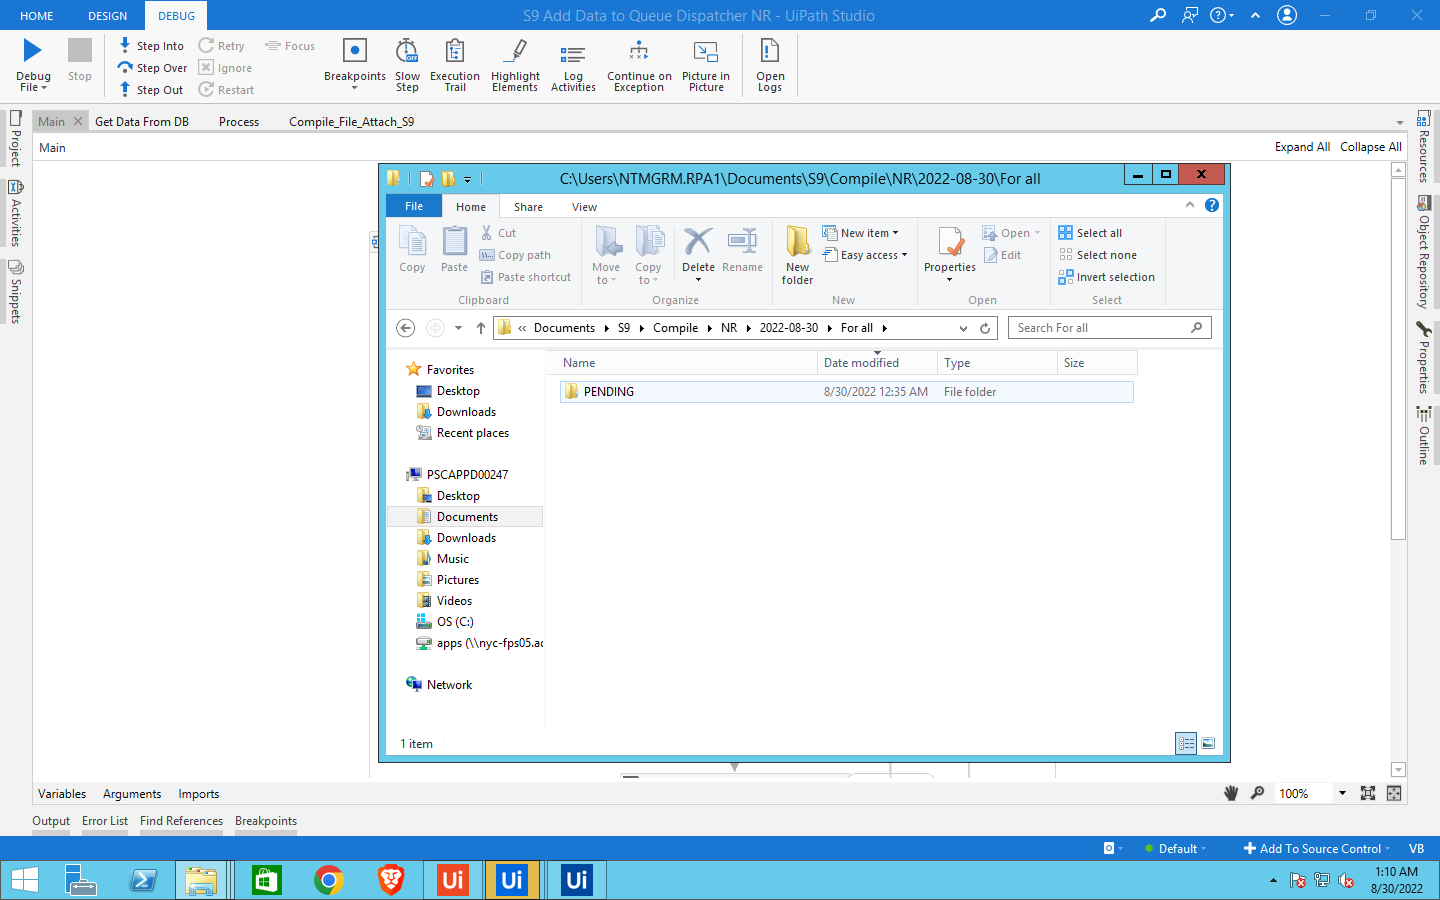 HOME DESIGN DEBUG S9 Add Data to Queue Dispatcher NR - UiPath Studio
Debug File Stop Step Into Step Over Step Out Retry Ignore Restart Focus Breakpoints Slow Step Execution Trail Highlight Elements Log Activities Continue on Exception Picture in Picture Open Logs
Main Get Data From DB Process Compile_File_Attach_S9
Main Expand All Collapse All
Project
Activities
Snippets
Resources
Object Repository
Properties
Outline
C:\Users\NTMGRM.RPA1\Documents\S9\Compile\NR\2022-08-30\For all
File Home Share View
Copy Paste Cut Copy path Paste shortcut Move to Copy to Delete Rename New folder New item Easy access Properties Open Edit Select all Select none Invert selection
Clipboard Organize New Open Select
« Documents S9 Compile NR 2022-08-30 For all Search For all
Name Date modified Type Size
PENDING 8/30/2022 12:35 AM File folder
Favorites
Desktop
Downloads
Recent places
PSCAPPD00247
Desktop
Documents
Downloads
Music
Pictures
Videos
OS (C:)
apps (\\nyc-fps05.ac
Network
1 item
Variables Arguments Imports 100%
Output Error List Find References Breakpoints
Default Add To Source Control VB
Ui Ui Ui
1:10 AM
8/30/2022